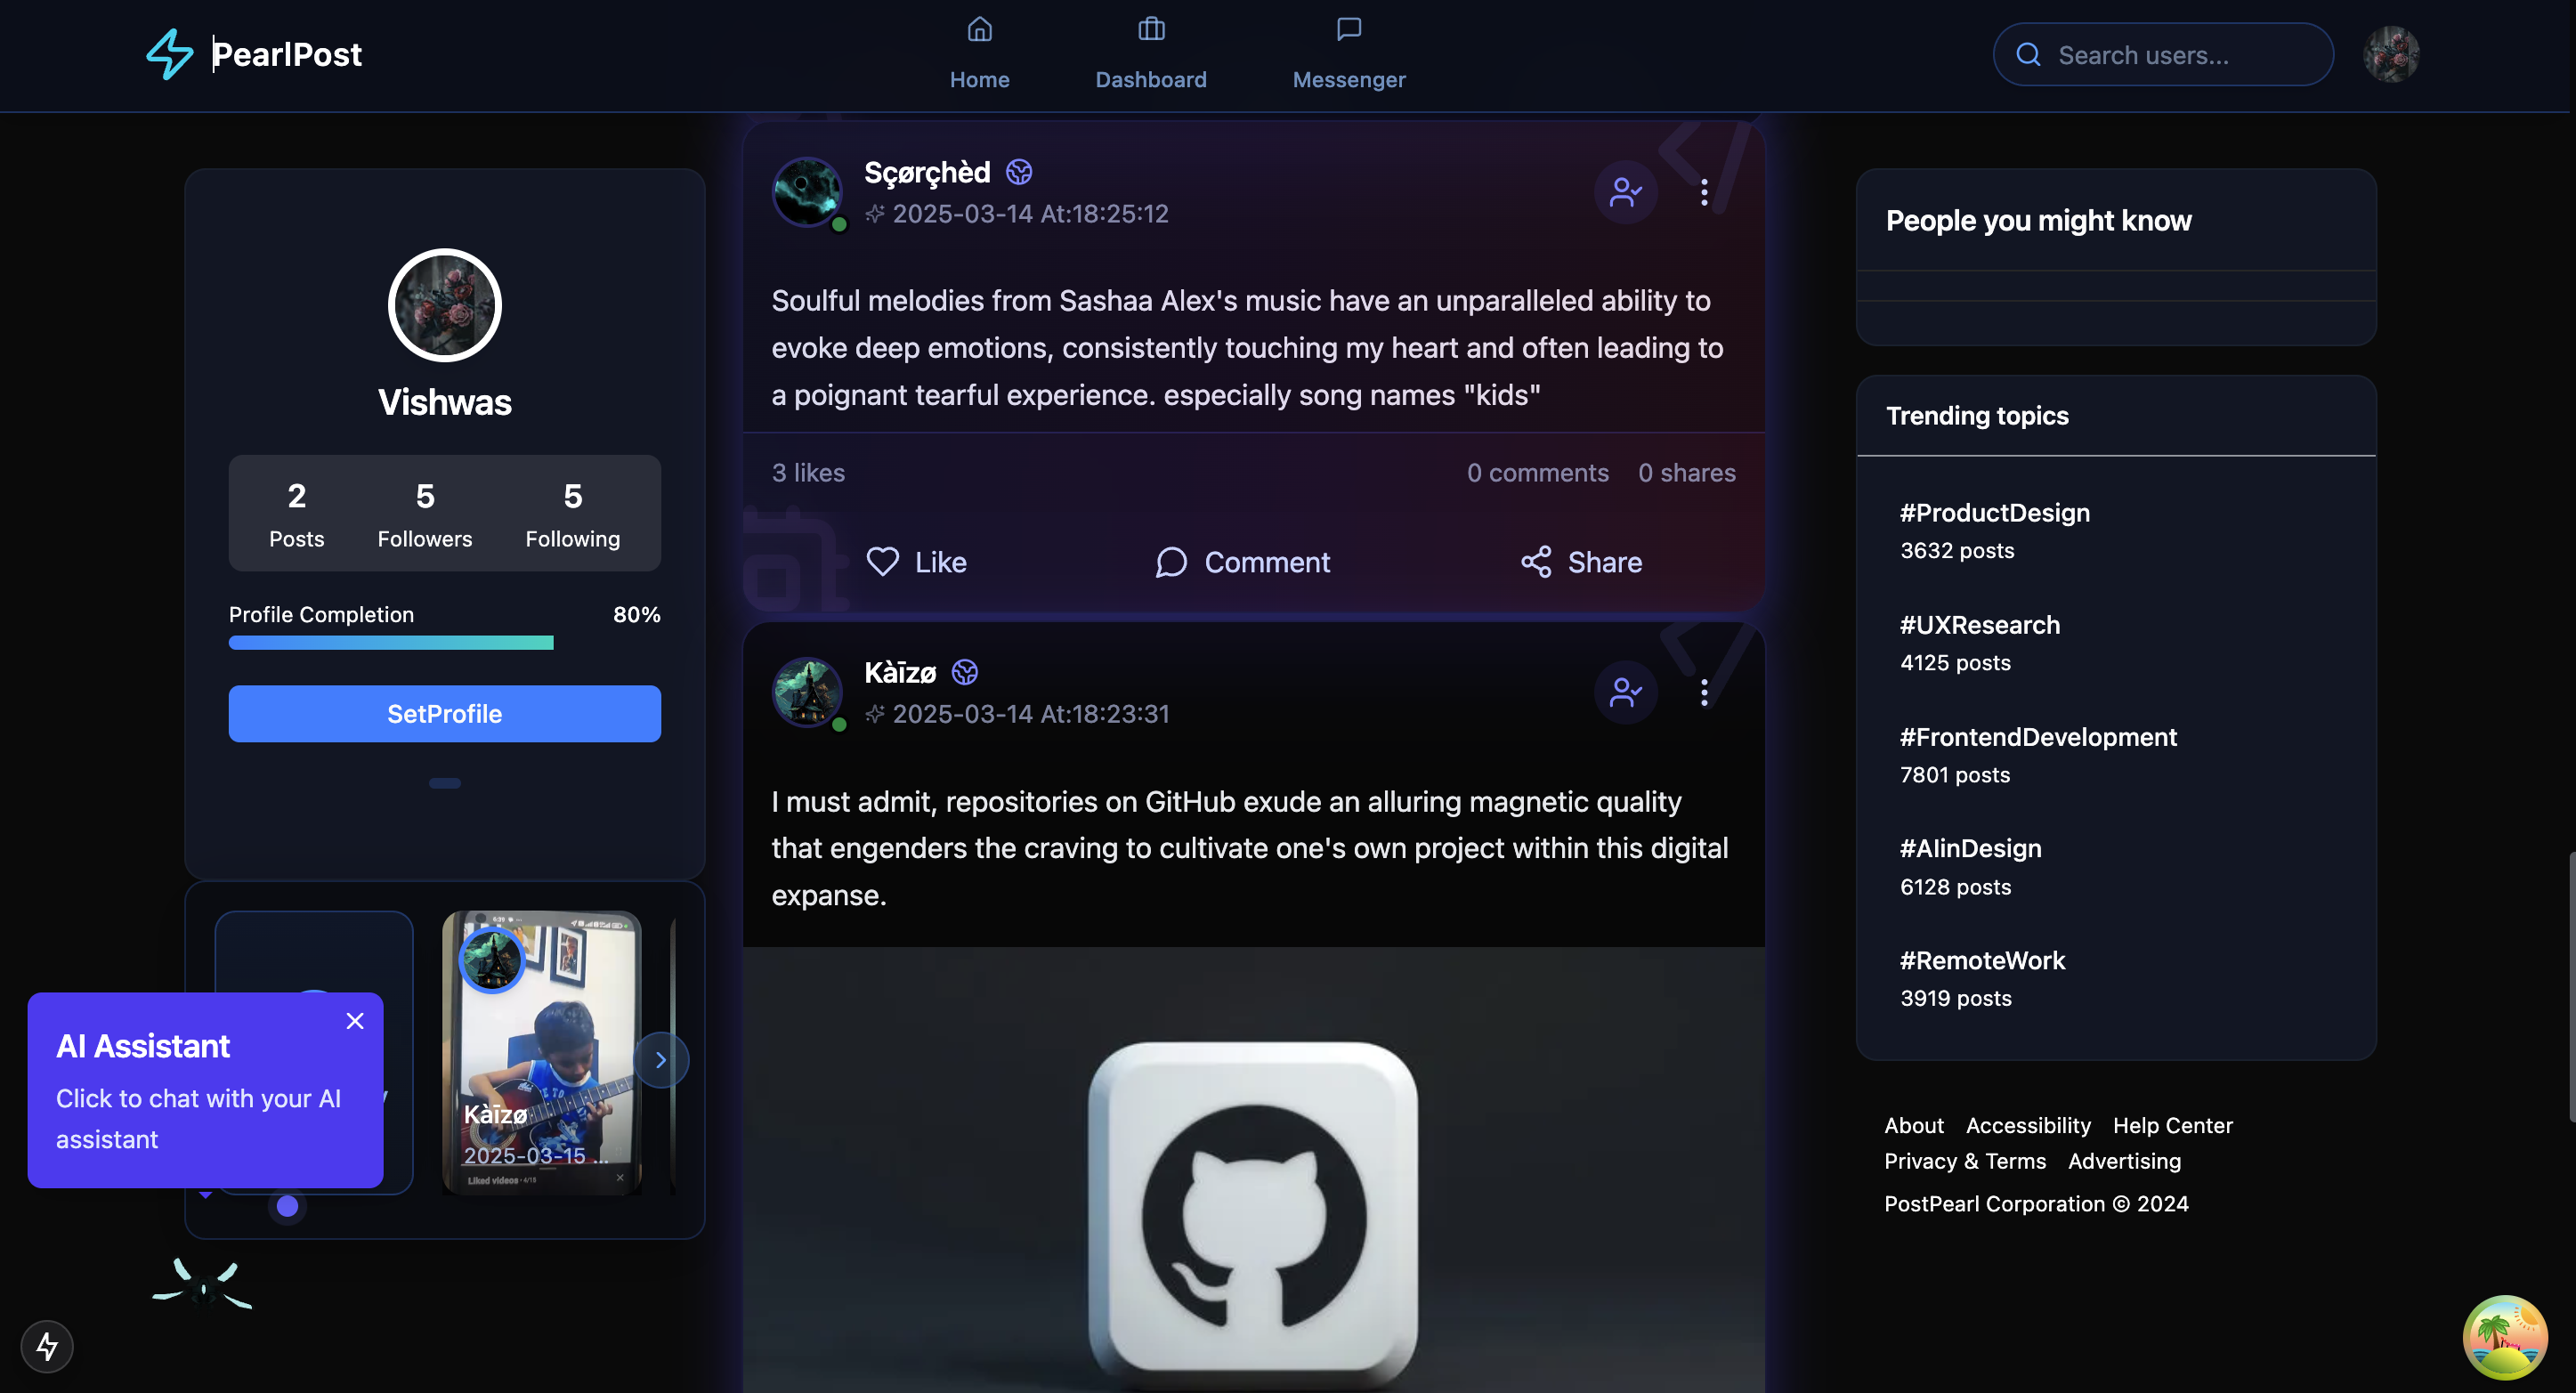 PearlPost
Home
Dashboard
Messenger
Search users...
Vishwas
2
Posts
5
Followers
5
Following
Profile Completion
80%
SetProfile
6:39
Kàīzø
2025-03-15 ...
Liked videos • 4/15
AI Assistant
Click to chat with your AI
assistant
Sçørçhèd
2025-03-14 At:18:25:12
Soulful melodies from Sashaa Alex's music have an unparalleled ability to
evoke deep emotions, consistently touching my heart and often leading to
a poignant tearful experience. especially song names "kids"
3 likes
0 comments
0 shares
Like
Comment
Share
Kàīzø
2025-03-14 At:18:23:31
I must admit, repositories on GitHub exude an alluring magnetic quality
that engenders the craving to cultivate one's own project within this digital
expanse.
People you might know
Trending topics
#ProductDesign
3632 posts
#UXResearch
4125 posts
#FrontendDevelopment
7801 posts
#AIinDesign
6128 posts
#RemoteWork
3919 posts
About Accessibility Help Center
Privacy & Terms Advertising
PostPearl Corporation © 2024